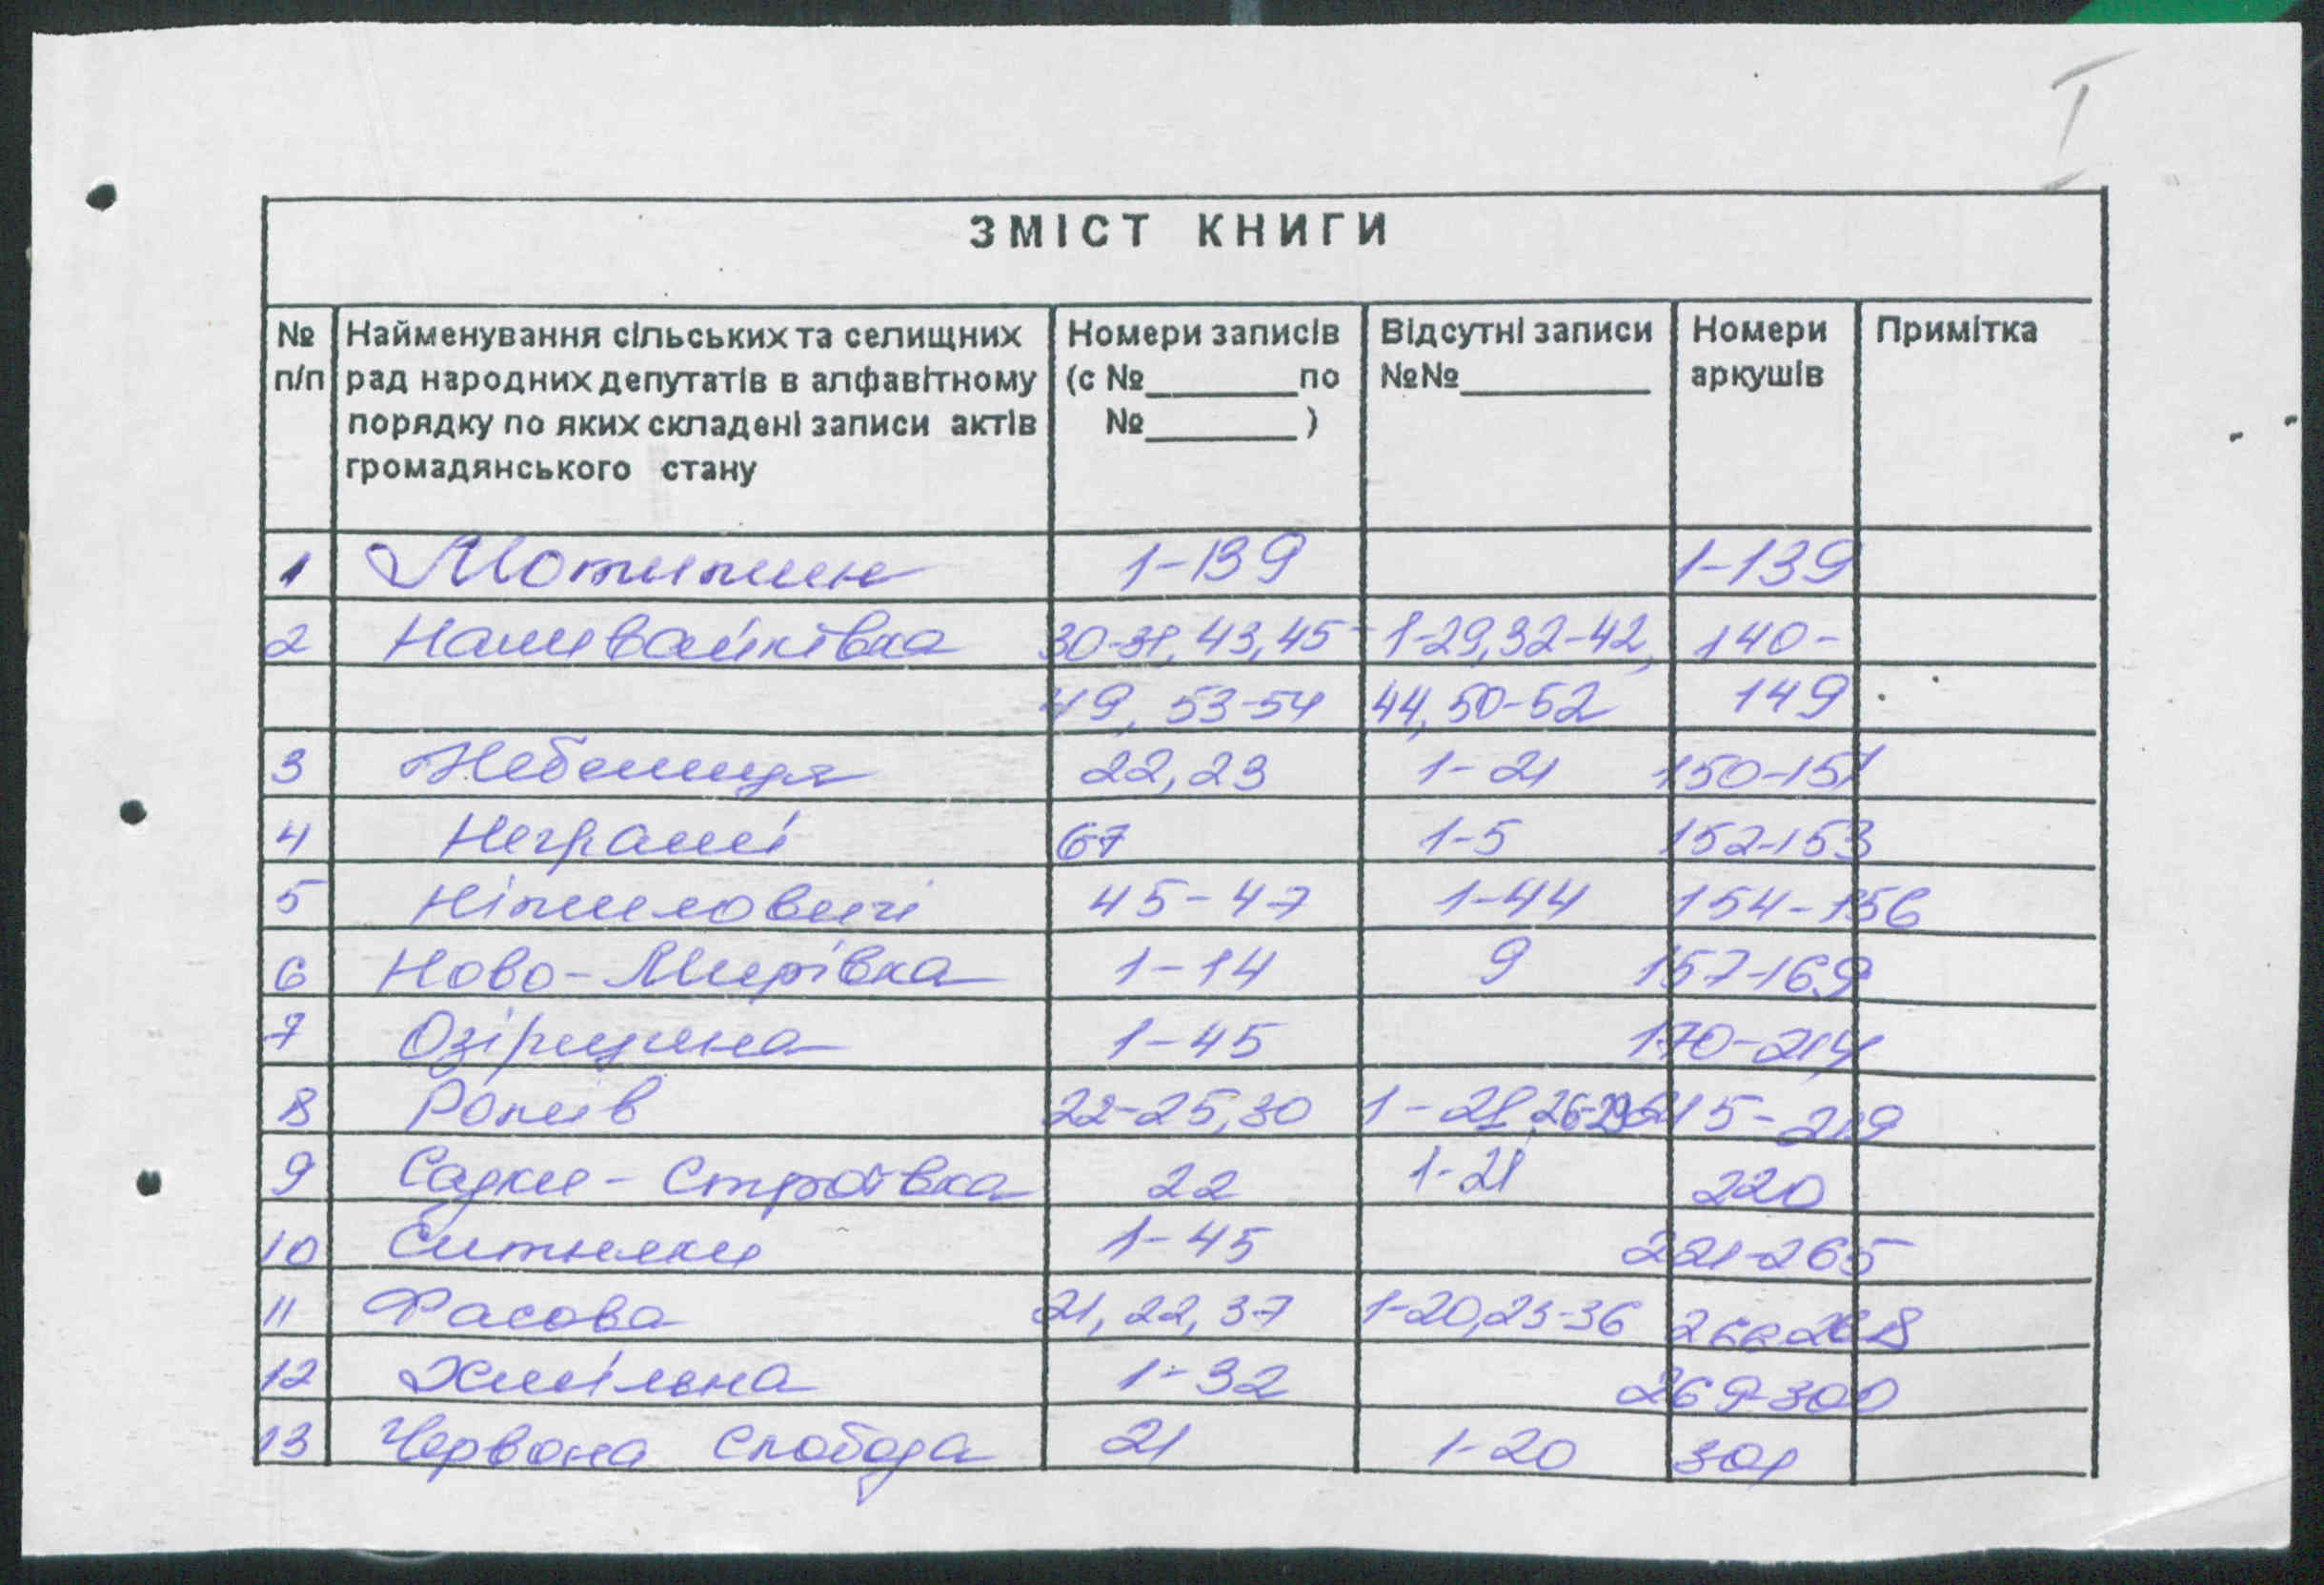 I
ЗМІСТ КНИГИ
№ п/п Найменування сільських та селищних рад народних депутатів в алфавітному порядку по яких складені записи актів громадянського стану Номери записів (с №________ по №________) Відсутні записи №№__________ Номери аркушів Примітка
1 Мотижин 1-139 1-139
2 Наливайківка 30-31, 43, 45- 1-29, 32-42, 140-
49, 53-54 44, 50-52 149
3 Небелиця 22, 23 1-21 150-151
4 Неграші 67 1-5 152-153
5 Ніжиловичі 45-47 1-44 154-156
6 Ново-Мирівка 1-14 9 157-169
7 Озірщина 1-45 170-214
8 Рожів 22-25, 30 1-21, 26-29 215-219
9 Садки-Строївка 22 1-21 220
10 Ситняки 1-45 221-265
11 Фасова 21, 22, 37 1-20, 23-36 266-268
12 Хмільна 1-32 269-300
13 Червона Слобода 21 1-20 301